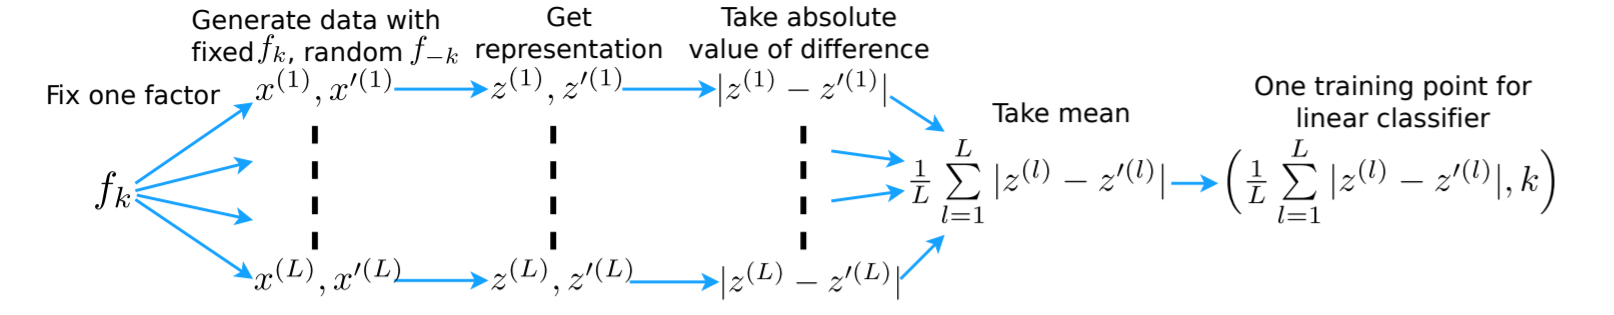 Generate data with
fixed f_k, random f_{-k}
Get
representation
Take absolute
value of difference
Fix one factor
x^{(1)}, x'^{(1)}
z^{(1)}, z'^{(1)}
|z^{(1)} − z'^{(1)}|
Take mean
One training point for
linear classifier
f_k
\frac{1}{L} \sum_{l=1}^{L} |z^{(l)} − z'^{(l)}|
\left( \frac{1}{L} \sum_{l=1}^{L} |z^{(l)} − z'^{(l)}|, k \right)
x^{(L)}, x'^{(L)}
z^{(L)}, z'^{(L)}
|z^{(L)} − z'^{(L)}|